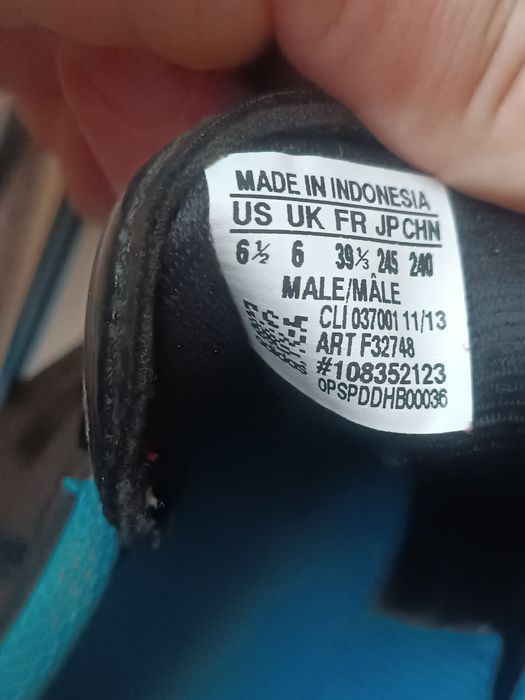 MADE IN INDONESIA
US UK FR JP CHN
6½ 6 39⅓ 245 240
MALE/MÂLE
CLI 037001 11/13
ART F32748
#108352123
0PSPDDHB00036